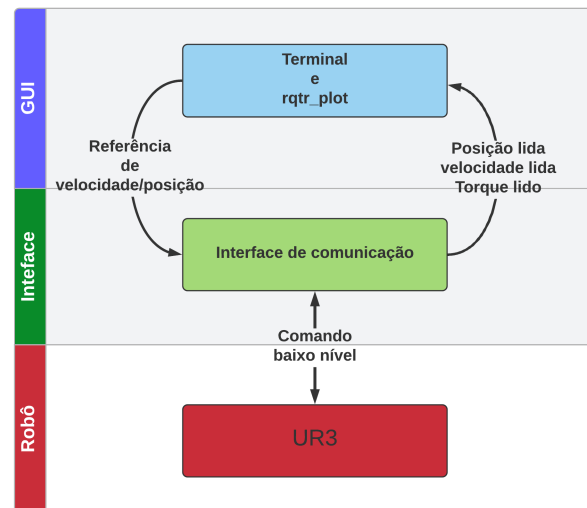 GUI
Terminal
e
rqtr_plot
Referência
de
velocidade/posição
Posição lida
velocidade lida
Torque lido
Inteface
Interface de comunicação
Comando
baixo nível
Robô
UR3